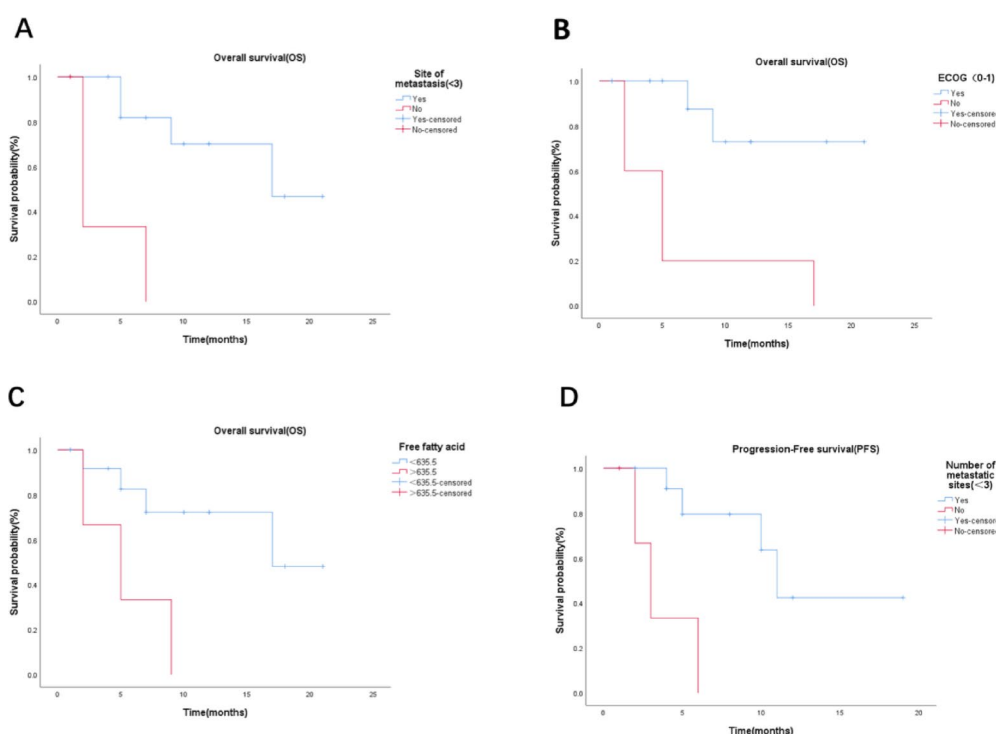 A
Overall survival(OS)
Site of
metastasis(<3)
Yes
No
Yes-censored
No-censored
Survival probability(%)
1.0
0.8
0.6
0.4
0.2
0.0
0 5 10 15 20 25
Time(months)
B
Overall survival(OS)
ECOG（0-1)
Yes
No
Yes-censored
No-censored
Survival probability(%)
1.0
0.8
0.6
0.4
0.2
0.0
0 5 10 15 20 25
Time(months)
C
Overall survival(OS)
Free fatty acid
＜635.5
＞635.5
＜635.5-censored
＞635.5-censored
Survival probability(%)
1.0
0.8
0.6
0.4
0.2
0.0
0 5 10 15 20 25
Time(months)
D
Progression-Free survival(PFS)
Number of
metastatic
sites(＜3)
Yes
No
Yes-censored
No-censored
Survival probability(%)
1.0
0.8
0.6
0.4
0.2
0.0
0 5 10 15 20
Time(months)